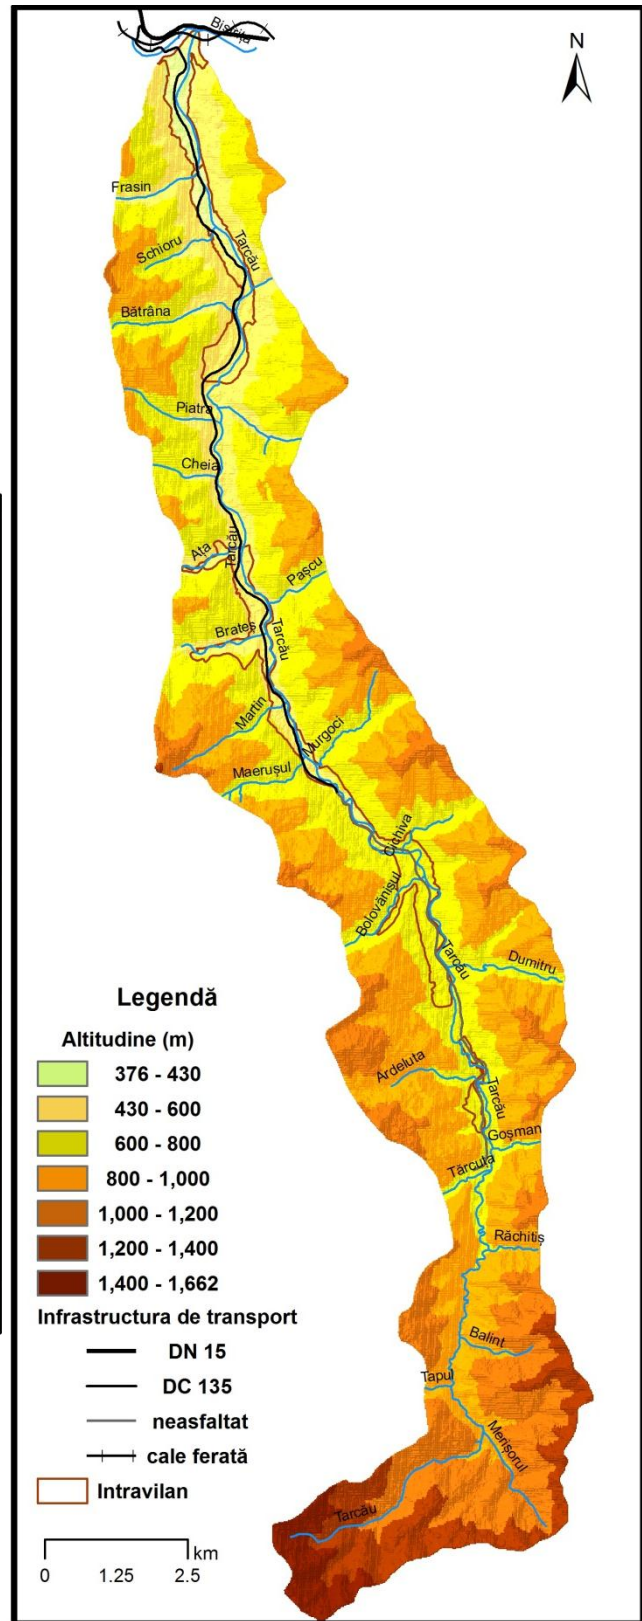 Bistrița
N
Frasin
Schioru
Tarcău
Bătrâna
Piatra
Cheia
Ața
Tarcău
Pașcu
Brateș
Tarcău
Martin
Murgoci
Maerușul
Cichiva
Bolovănișul
Tarcău
Dumitru
Ardeluta
Tarcău
Goșman
Tărcuța
Răchitiș
Balint
Tapul
Merișorul
Tarcău
Legendă
Altitudine (m)
376 - 430
430 - 600
600 - 800
800 - 1,000
1,000 - 1,200
1,200 - 1,400
1,400 - 1,662
Infrastructura de transport
DN 15
DC 135
neasfaltat
cale ferată
Intravilan
km
0 1.25 2.5